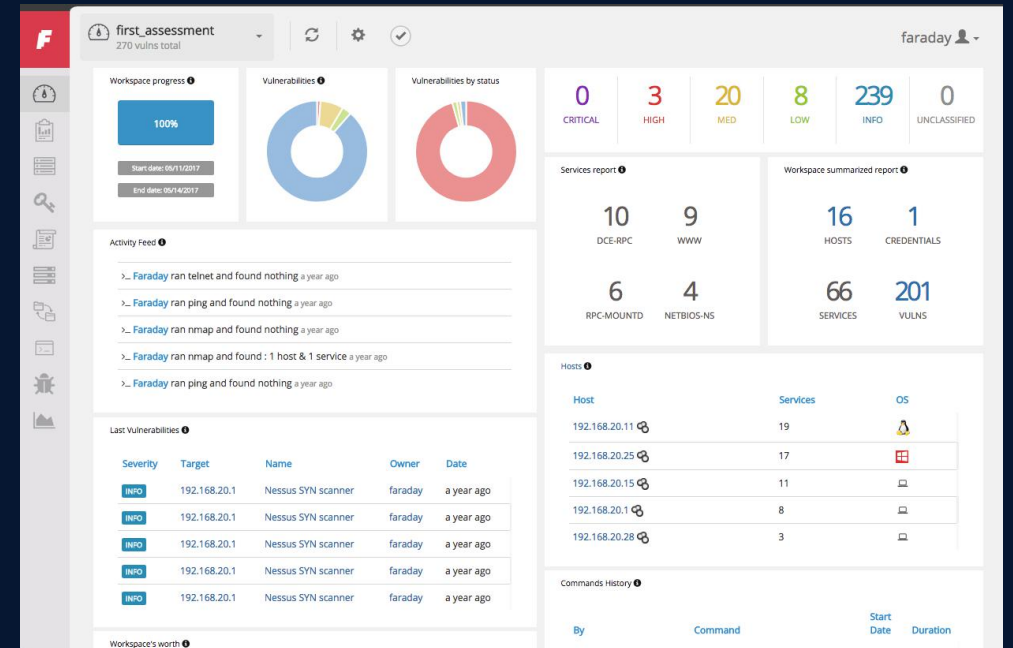 F
first_assessment
270 vulns total
faraday
Workspace progress
100%
Start date: 05/11/2017
End date: 05/14/2017
Vulnerabilities
Vulnerabilities by status
0 3 20 8 239 0
CRITICAL HIGH MED LOW INFO UNCLASSIFIED
Services report
10 9
DCE-RPC WWW
6 4
RPC-MOUNTD NETBIOS-NS
Workspace summarized report
16 1
HOSTS CREDENTIALS
66 201
SERVICES VULNS
Activity Feed
>_ Faraday ran telnet and found nothing a year ago
>_ Faraday ran ping and found nothing a year ago
>_ Faraday ran nmap and found nothing a year ago
>_ Faraday ran nmap and found : 1 host & 1 service a year ago
>_ Faraday ran ping and found nothing a year ago
Hosts
Host Services OS
192.168.20.11 19
192.168.20.25 17
192.168.20.15 11
192.168.20.1 8
192.168.20.28 3
Last Vulnerabilities
Severity Target Name Owner Date
INFO 192.168.20.1 Nessus SYN scanner faraday a year ago
INFO 192.168.20.1 Nessus SYN scanner faraday a year ago
INFO 192.168.20.1 Nessus SYN scanner faraday a year ago
INFO 192.168.20.1 Nessus SYN scanner faraday a year ago
INFO 192.168.20.1 Nessus SYN scanner faraday a year ago
Commands History
By Command Start Date Duration
Workspace's worth